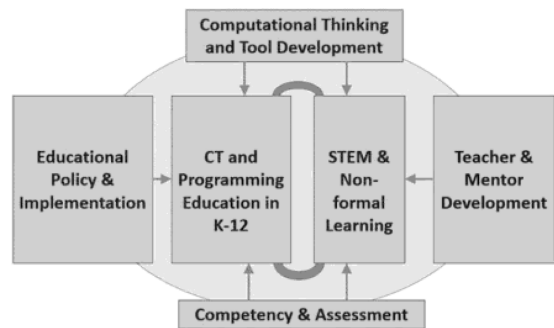 Computational Thinking
and Tool Development
Educational
Policy &
Implementation
CT and
Programming
Education in
K-12
STEM &
Non-
formal
Learning
Teacher &
Mentor
Development
Competency & Assessment